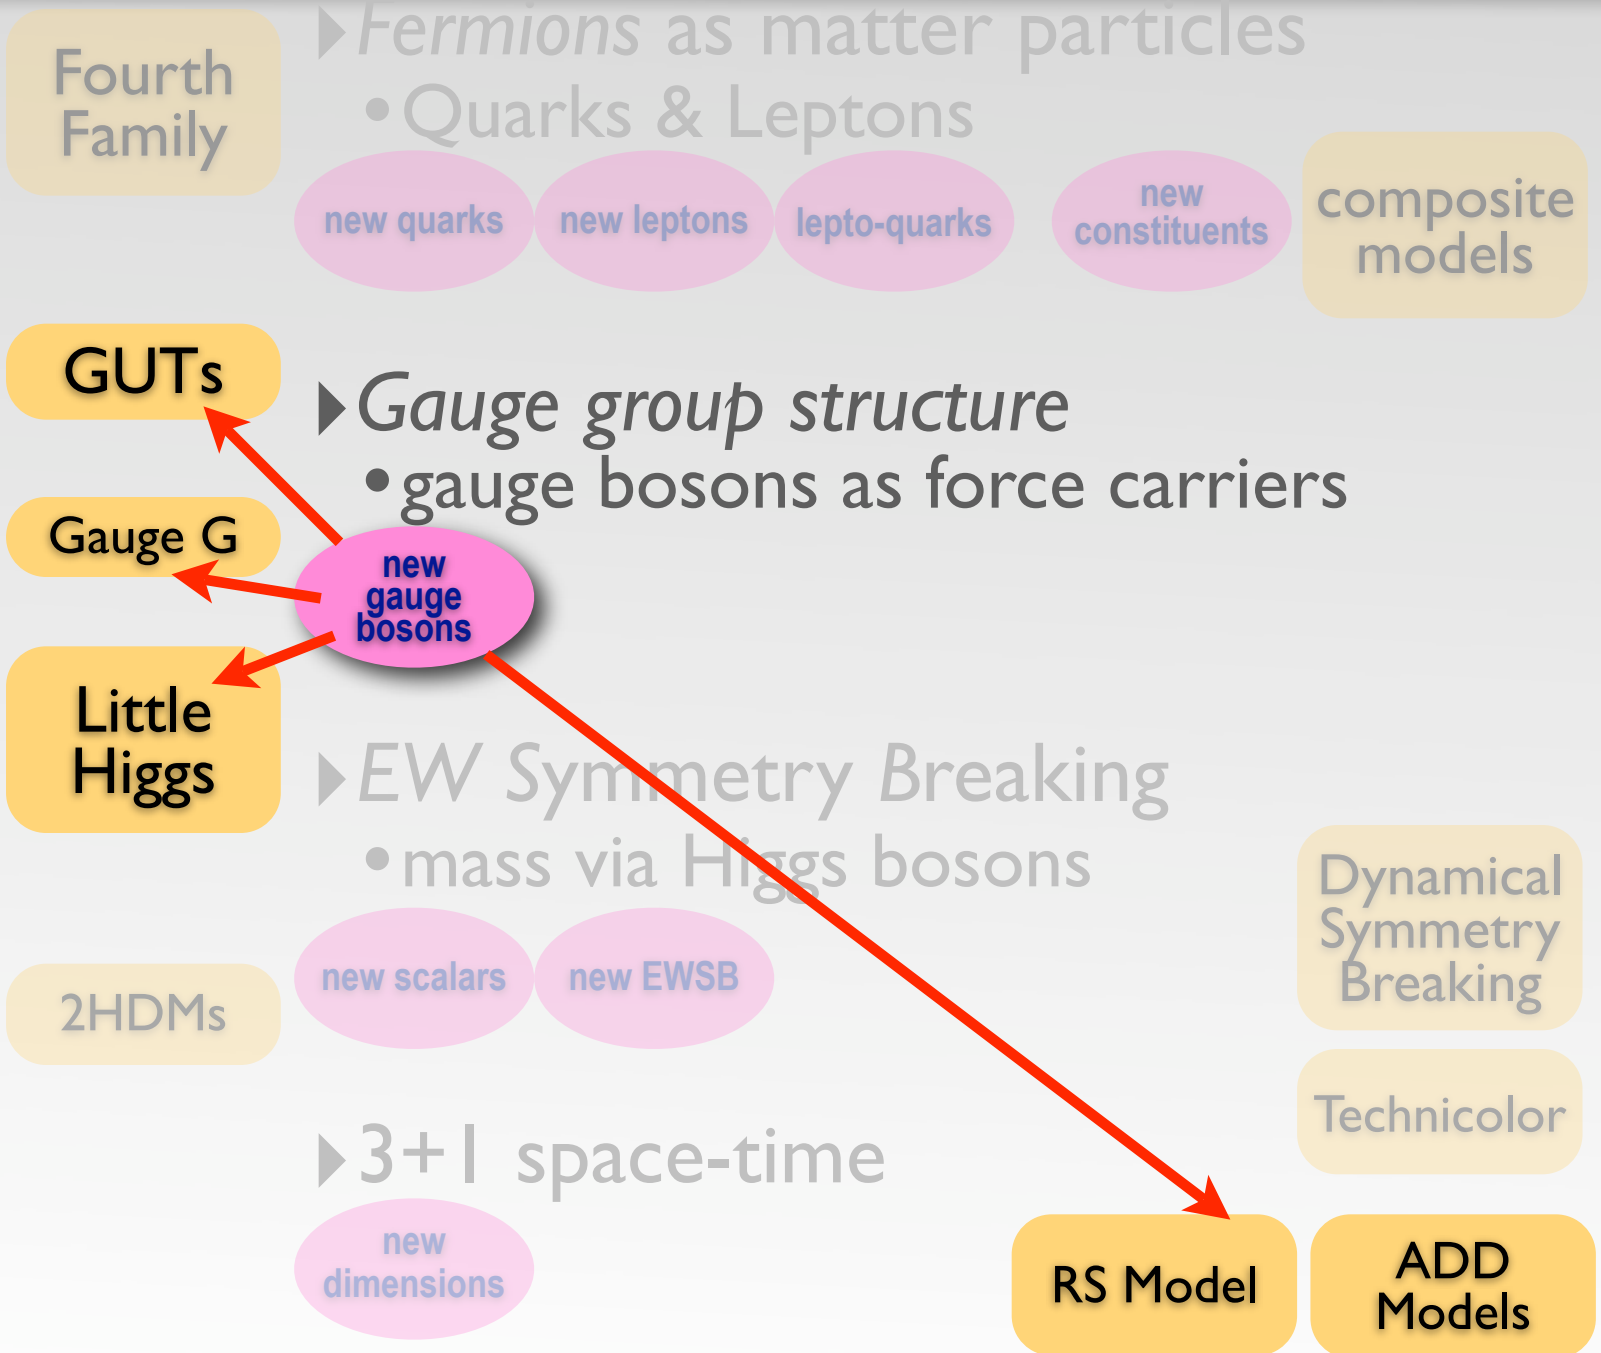 ▸Fermions as matter particles
Fourth
Family
•Quarks & Leptons
new quarks
new leptons
lepto-quarks
new
constituents
composite
models
GUTs
▸Gauge group structure
•gauge bosons as force carriers
Gauge G
new
gauge
bosons
Little
Higgs
▸EW Symmetry Breaking
•mass via Higgs bosons
Dynamical
Symmetry
Breaking
new scalars
new EWSB
2HDMs
Technicolor
▸3+1 space-time
new
dimensions
RS Model
ADD
Models